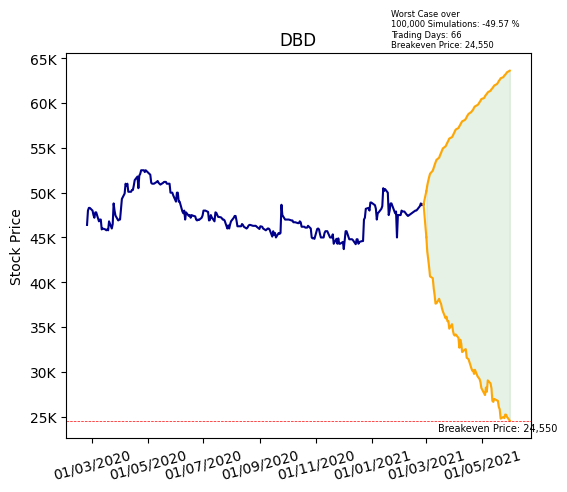 Worst Case over
100,000 Simulations: -49.57 %
Trading Days: 66
Breakeven Price: 24,550
DBD
Stock Price
65K
60K
55K
50K
45K
40K
35K
30K
25K
Breakeven Price: 24,550
01/03/2020
01/05/2020
01/07/2020
01/09/2020
01/11/2020
01/01/2021
01/03/2021
01/05/2021